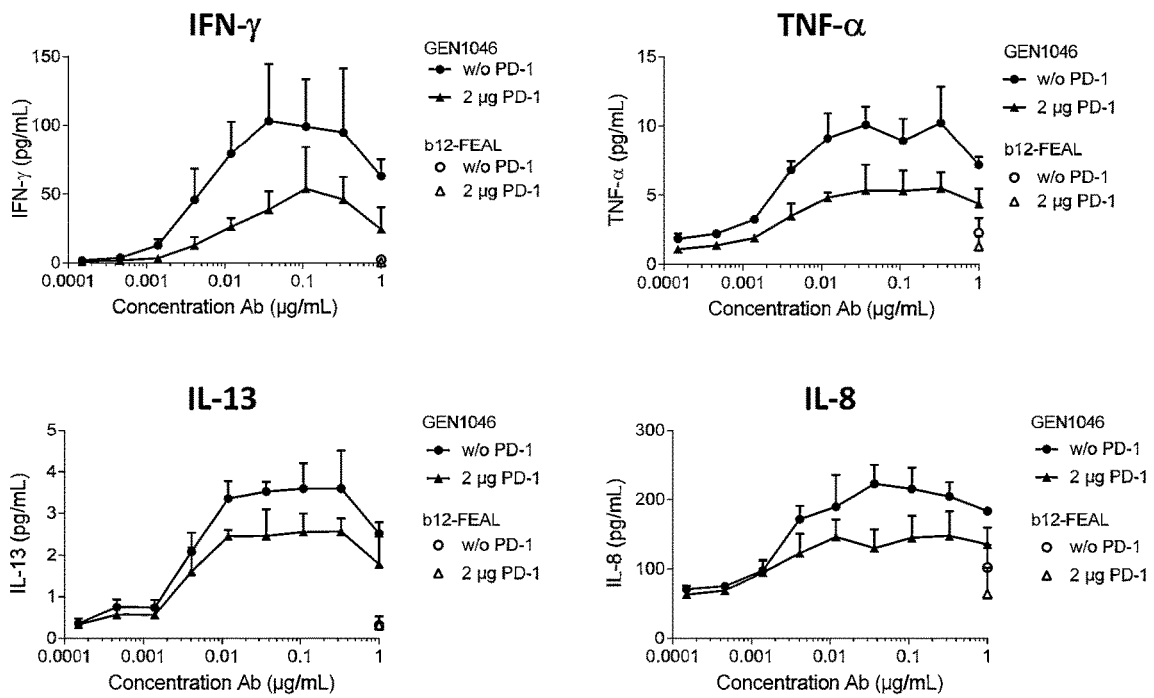 IFN-γ
150
100
50
0
IFN-γ (pg/mL)
0.0001 0.001 0.01 0.1 1
Concentration Ab (µg/mL)
GEN1046
w/o PD-1
2 µg PD-1
b12-FEAL
w/o PD-1
2 µg PD-1
TNF-α
15
10
5
0
TNF-α (pg/mL)
0.0001 0.001 0.01 0.1 1
Concentration Ab (µg/mL)
GEN1046
w/o PD-1
2 µg PD-1
b12-FEAL
w/o PD-1
2 µg PD-1
IL-13
5
4
3
2
1
0
IL-13 (pg/mL)
0.0001 0.001 0.01 0.1 1
Concentration Ab (µg/mL)
GEN1046
w/o PD-1
2 µg PD-1
b12-FEAL
w/o PD-1
2 µg PD-1
IL-8
300
200
100
0
IL-8 (pg/mL)
0.0001 0.001 0.01 0.1 1
Concentration Ab (µg/mL)
GEN1046
w/o PD-1
2 µg PD-1
b12-FEAL
w/o PD-1
2 µg PD-1